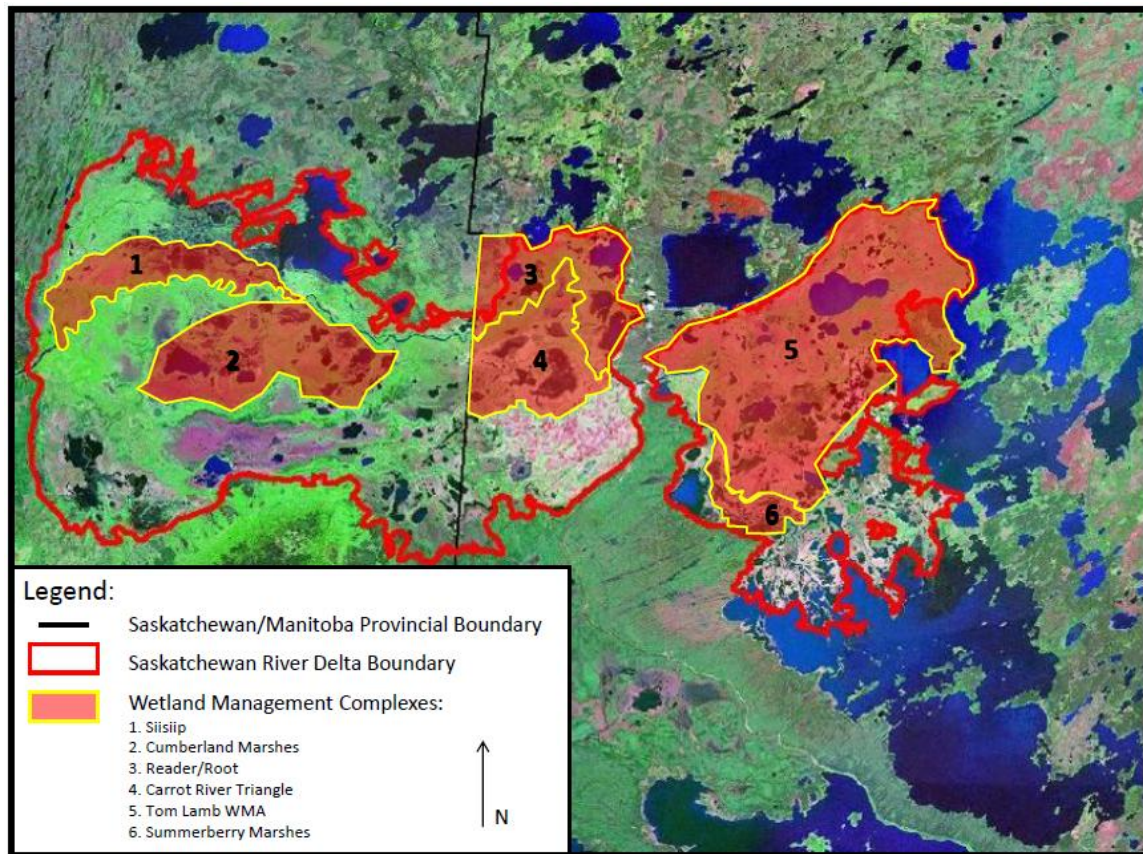 1
2
3
4
5
6
Legend:
Saskatchewan/Manitoba Provincial Boundary
Saskatchewan River Delta Boundary
Wetland Management Complexes:
1. Siisiip
2. Cumberland Marshes
3. Reader/Root
4. Carrot River Triangle
5. Tom Lamb WMA
6. Summerberry Marshes
N